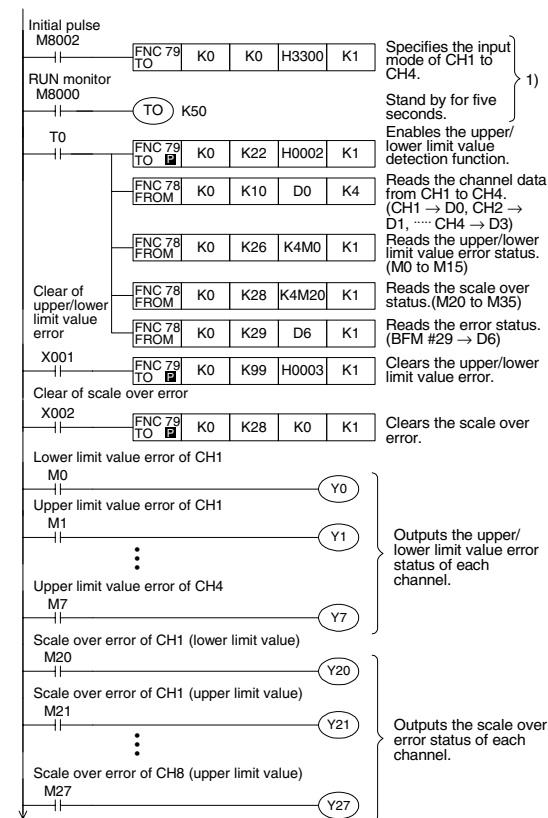 Initial pulse
M8002
FNC 79 TO K0 K0 H3300 K1
Specifies the input
mode of CH1 to
CH4.
1)
RUN monitor
M8000
TO K50
Stand by for five
seconds.
T0
FNC 79 TO P K0 K22 H0002 K1
Enables the upper/
lower limit value
detection function.
FNC 78 FROM K0 K10 D0 K4
Reads the channel data
from CH1 to CH4.
(CH1 → D0, CH2 →
D1, ····· CH4 → D3)
FNC 78 FROM K0 K26 K4M0 K1
Reads the upper/lower
limit value error status.
(M0 to M15)
FNC 78 FROM K0 K28 K4M20 K1
Reads the scale over
status.(M20 to M35)
FNC 78 FROM K0 K29 D6 K1
Reads the error status.
(BFM #29 → D6)
Clear of
upper/lower
limit value
error
X001
FNC 79 TO P K0 K99 H0003 K1
Clears the upper/lower
limit value error.
Clear of scale over error
X002
FNC 79 TO P K0 K28 K0 K1
Clears the scale over
error.
Lower limit value error of CH1
M0
Y0
Upper limit value error of CH1
M1
Y1
Outputs the upper/
lower limit value error
status of each
channel.
Upper limit value error of CH4
M7
Y7
Scale over error of CH1 (lower limit value)
M20
Y20
Scale over error of CH1 (upper limit value)
M21
Y21
Outputs the scale over
error status of each
channel.
Scale over error of CH8 (upper limit value)
M27
Y27